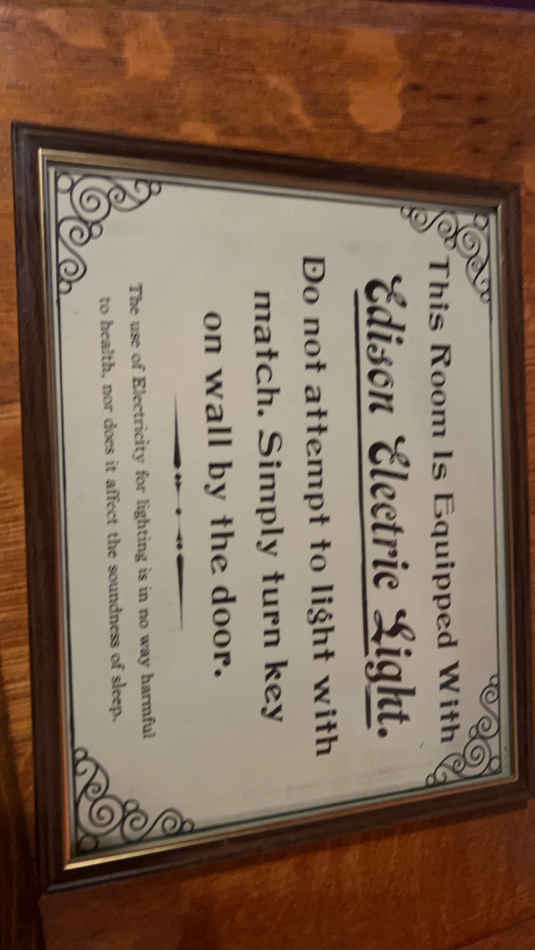 This Room Is Equipped With
Edison Electric Light.
Do not attempt to light with
match. Simply turn key
on wall by the door.
The use of Electricity for lighting is in no way harmful
to health, nor does it affect the soundness of sleep.